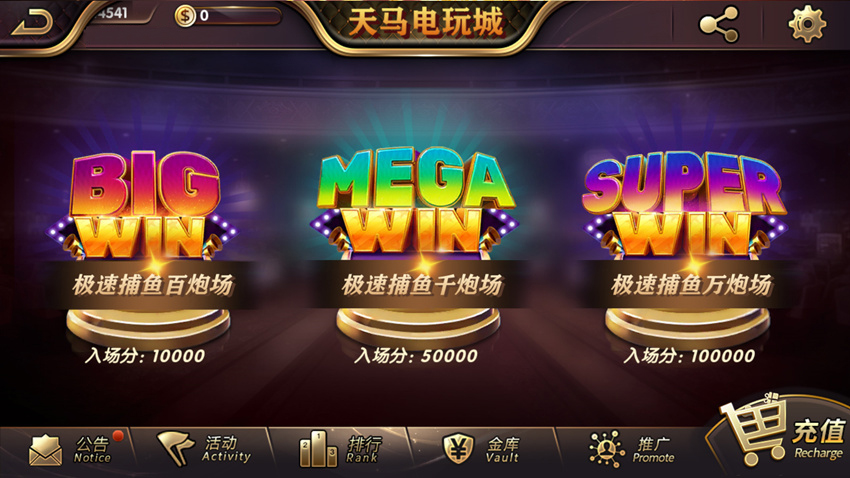 4541
0
天马电玩城
BIG
WIN
极速捕鱼百炮场
入场分: 10000
MEGA
WIN
极速捕鱼千炮场
入场分: 50000
SUPER
WIN
极速捕鱼万炮场
入场分: 100000
公告
Notice
活动
Activity
2 1 3
排行
Rank
¥
金库
Vault
推广
Promote
充值
Recharge